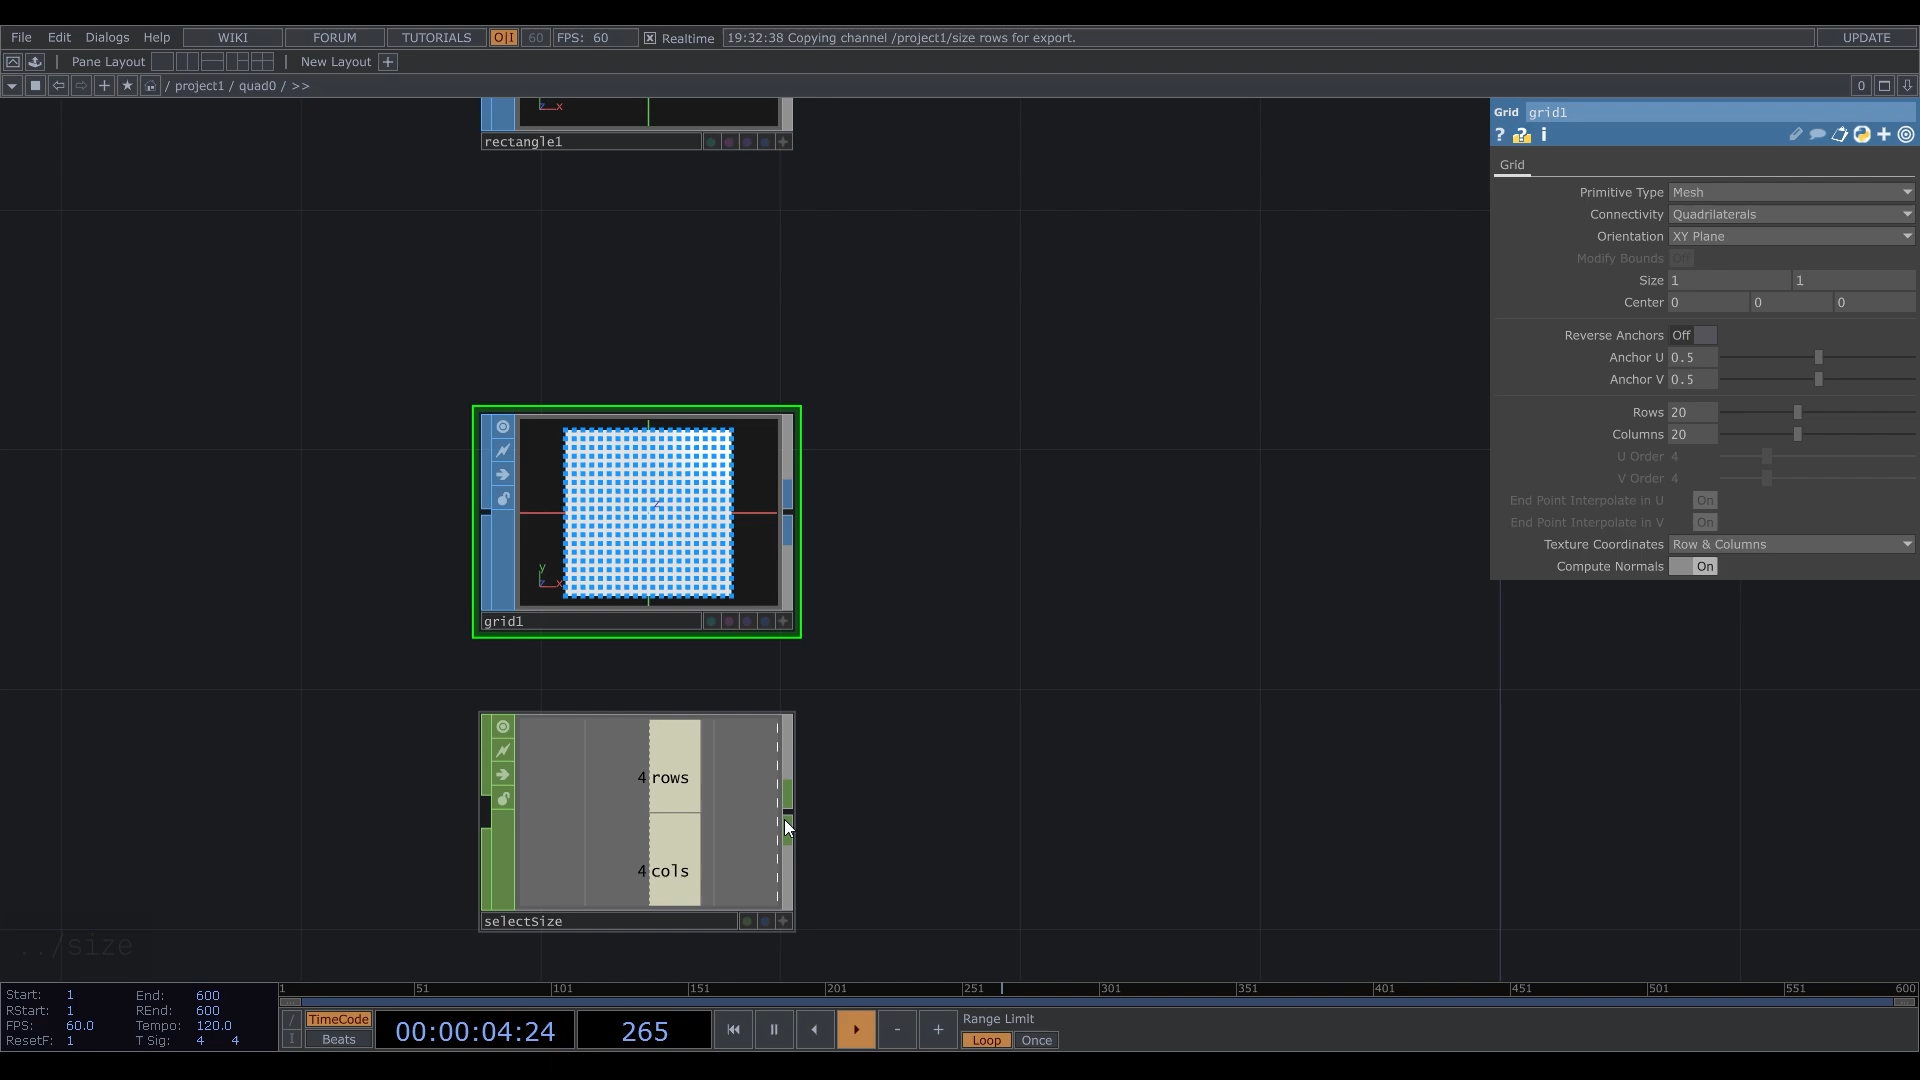 File Edit Dialogs Help WIKI FORUM TUTORIALS O|I 60 FPS: 60 Realtime 19:32:38 Copying channel /project1/size rows for export. UPDATE
Pane Layout New Layout +
/ project1 / quad0 / >> 0
Grid grid1
? ? i
Grid
Primitive Type Mesh
Connectivity Quadrilaterals
Orientation XY Plane
Modify Bounds Off
Size 1 1
Center 0 0 0
Reverse Anchors Off
Anchor U 0.5
Anchor V 0.5
Rows 20
Columns 20
U Order 4
V Order 4
End Point Interpolate in U On
End Point Interpolate in V On
Texture Coordinates Row & Columns
Compute Normals On
x
rectangle1
y
x
grid1
4 rows
4 cols
selectSize
../size
Start: 1 End: 600
RStart: 1 REnd: 600
FPS: 60.0 Tempo: 120.0
ResetF: 1 T Sig: 4 4
1 51 101 151 201 251 301 351 401 451 501 551 600
TimeCode
Beats
00:00:04:24 265
- +
Range Limit
Loop Once